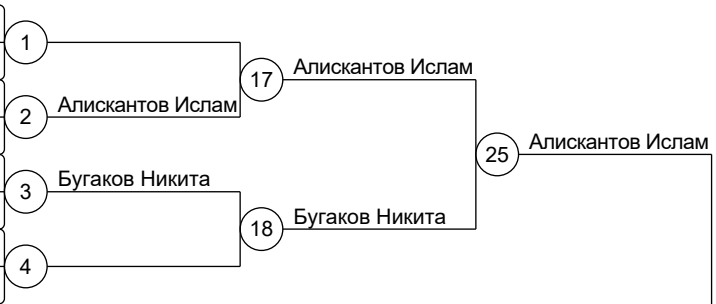 1
17 Алискантов Ислам
2 Алискантов Ислам
25 Алискантов Ислам
3 Бугаков Никита
18 Бугаков Никита
4